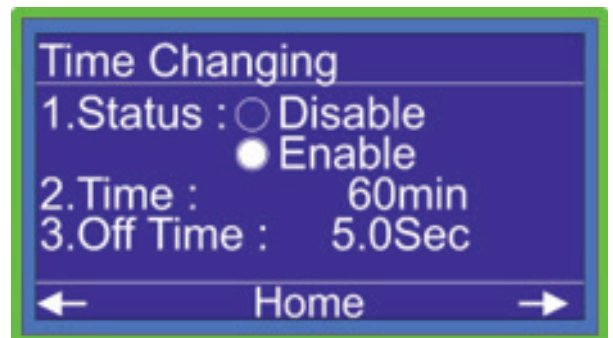 Time Changing
1.Status : Disable
Enable
2.Time : 60min
3.Off Time : 5.0Sec
Home